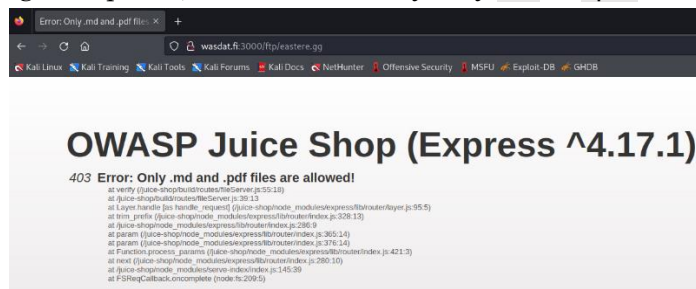 Error: Only .md and .pdf files
wasdat.fi:3000/ftp/eastere.gg
Kali Linux Kali Training Kali Tools Kali Forums Kali Docs NetHunter Offensive Security MSFU Exploit-DB GHDB
OWASP Juice Shop (Express ^4.17.1)
403 Error: Only .md and .pdf files are allowed!
at verify (/juice-shop/build/routes/fileServer.js:55:18)
at /juice-shop/build/routes/fileServer.js:39:13
at Layer.handle [as handle_request] (/juice-shop/node_modules/express/lib/router/layer.js:95:5)
at trim_prefix (/juice-shop/node_modules/express/lib/router/index.js:328:13)
at /juice-shop/node_modules/express/lib/router/index.js:286:9
at param (/juice-shop/node_modules/express/lib/router/index.js:365:14)
at param (/juice-shop/node_modules/express/lib/router/index.js:376:14)
at Function.process_params (/juice-shop/node_modules/express/lib/router/index.js:421:3)
at next (/juice-shop/node_modules/express/lib/router/index.js:280:10)
at /juice-shop/node_modules/serve-index/index.js:145:39
at FSReqCallback.oncomplete (node:fs:209:5)